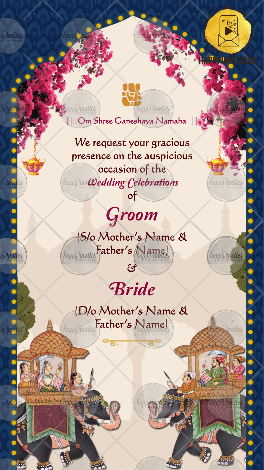 || Om Shree Ganeshaya Namaha ||
We request your gracious
presence on the auspicious
occasion of the
Wedding Celebrations
of
Groom
(S/o Mother's Name &
Father's Name)
&
Bride
(D/o Mother's Name &
Father's Name)